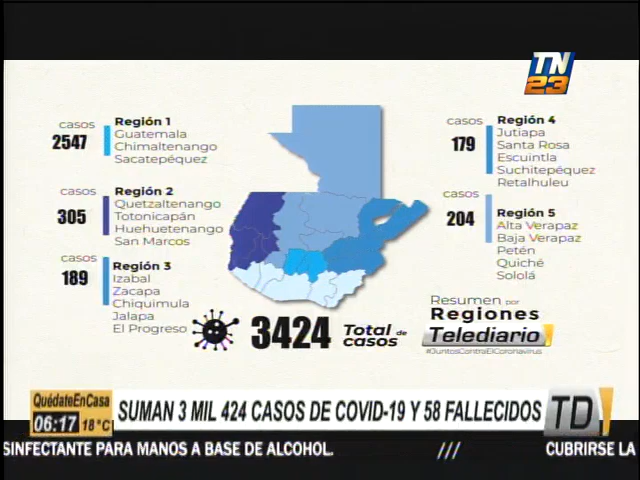 TN
23
casos
2547
Región 1
Guatemala
Chimaltenango
Sacatepéquez
casos
305
Región 2
Quetzaltenango
Totonicapán
Huehuetenango
San Marcos
casos
189
Región 3
Izabal
Zacapa
Chiquimula
Jalapa
El Progreso
casos
179
Región 4
Jutiapa
Santa Rosa
Escuintla
Suchitepéquez
Retalhuleu
casos
204
Región 5
Alta Verapaz
Baja Verapaz
Petén
Quiché
Sololá
3424
Total de
casos
Resumen por
Regiones
Telediario
#JuntosContraElCoronavirus
QuédateEnCasa
06:17 18°C
SUMAN 3 MIL 424 CASOS DE COVID-19 Y 58 FALLECIDOS
TD!
SINFECTANTE PARA MANOS A BASE DE ALCOHOL. /// CUBRIRSE LA